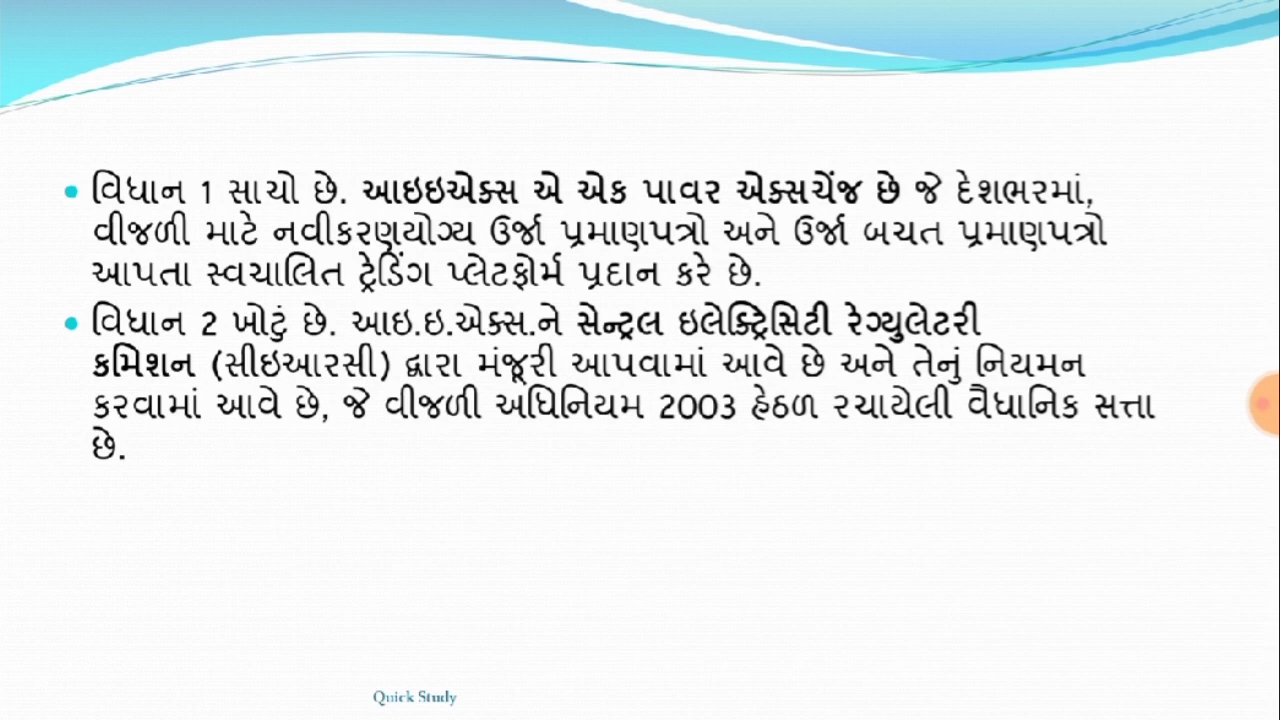 વિધાન 1 સાચો છે. આઇઇએક્સ એ એક પાવર એક્સચેંજ છે જે દેશભરમાં,
વીજળી માટે નવીકરણયોગ્ય ઉર્જા પ્રમાણપત્રો અને ઉર્જા બચત પ્રમાણપત્રો
આપતા સ્વચાલિત ટ્રેડિંગ પ્લેટફોર્મ પ્રદાન કરે છે.
વિધાન 2 ખોટું છે. આઇ.ઇ.એક્સ.ને સેન્ટ્રલ ઇલેક્ટ્રિસિટી રેગ્યુલેટરી
કમિશન (સીઇઆરસી) દ્વારા મંજૂરી આપવામાં આવે છે અને તેનું નિયમન
કરવામાં આવે છે, જે વીજળી અધિનિયમ 2003 હેઠળ રચાયેલી વૈધાનિક સત્તા
છે.
Quick Study